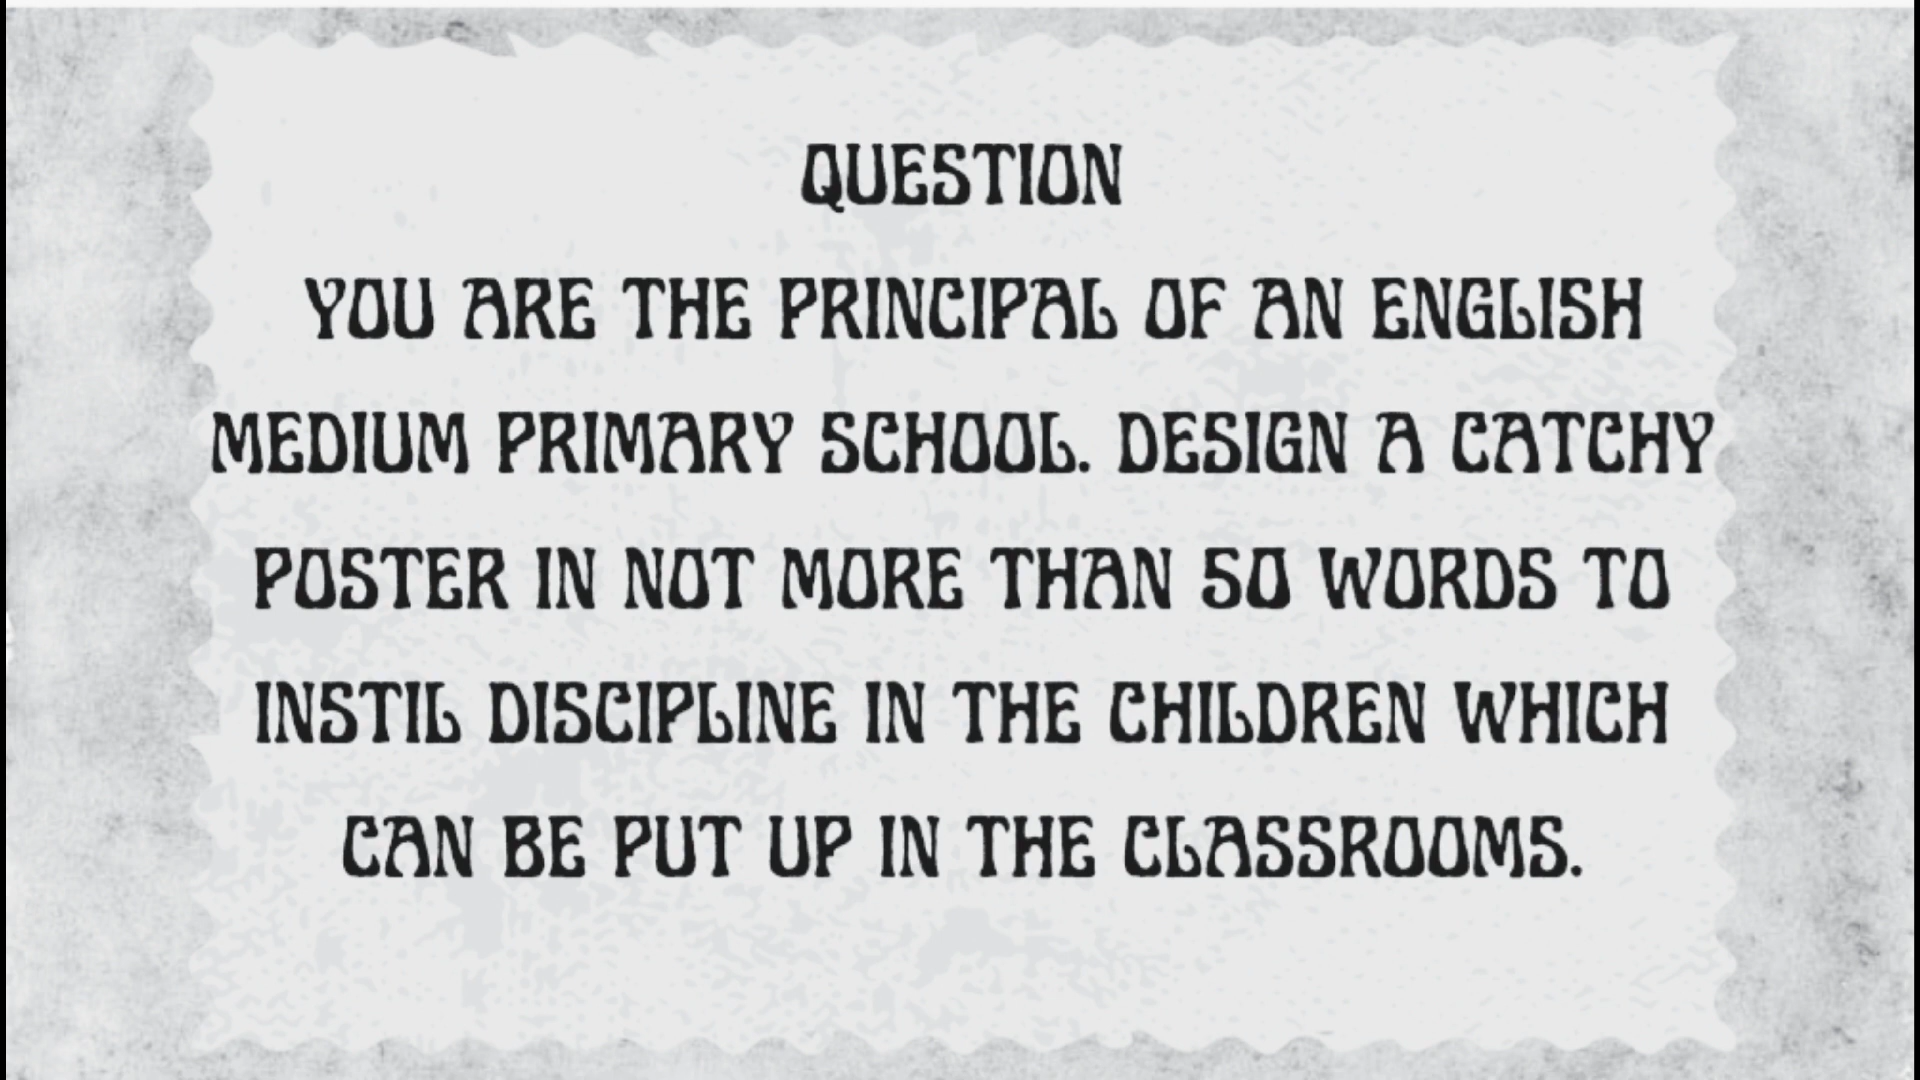 QUESTION
YOU ARE THE PRINCIPAL OF AN ENGLISH
MEDIUM PRIMARY SCHOOL. DESIGN A CATCHY
POSTER IN NOT MORE THAN 50 WORDS TO
INSTIL DISCIPLINE IN THE CHILDREN WHICH
CAN BE PUT UP IN THE CLASSROOMS.